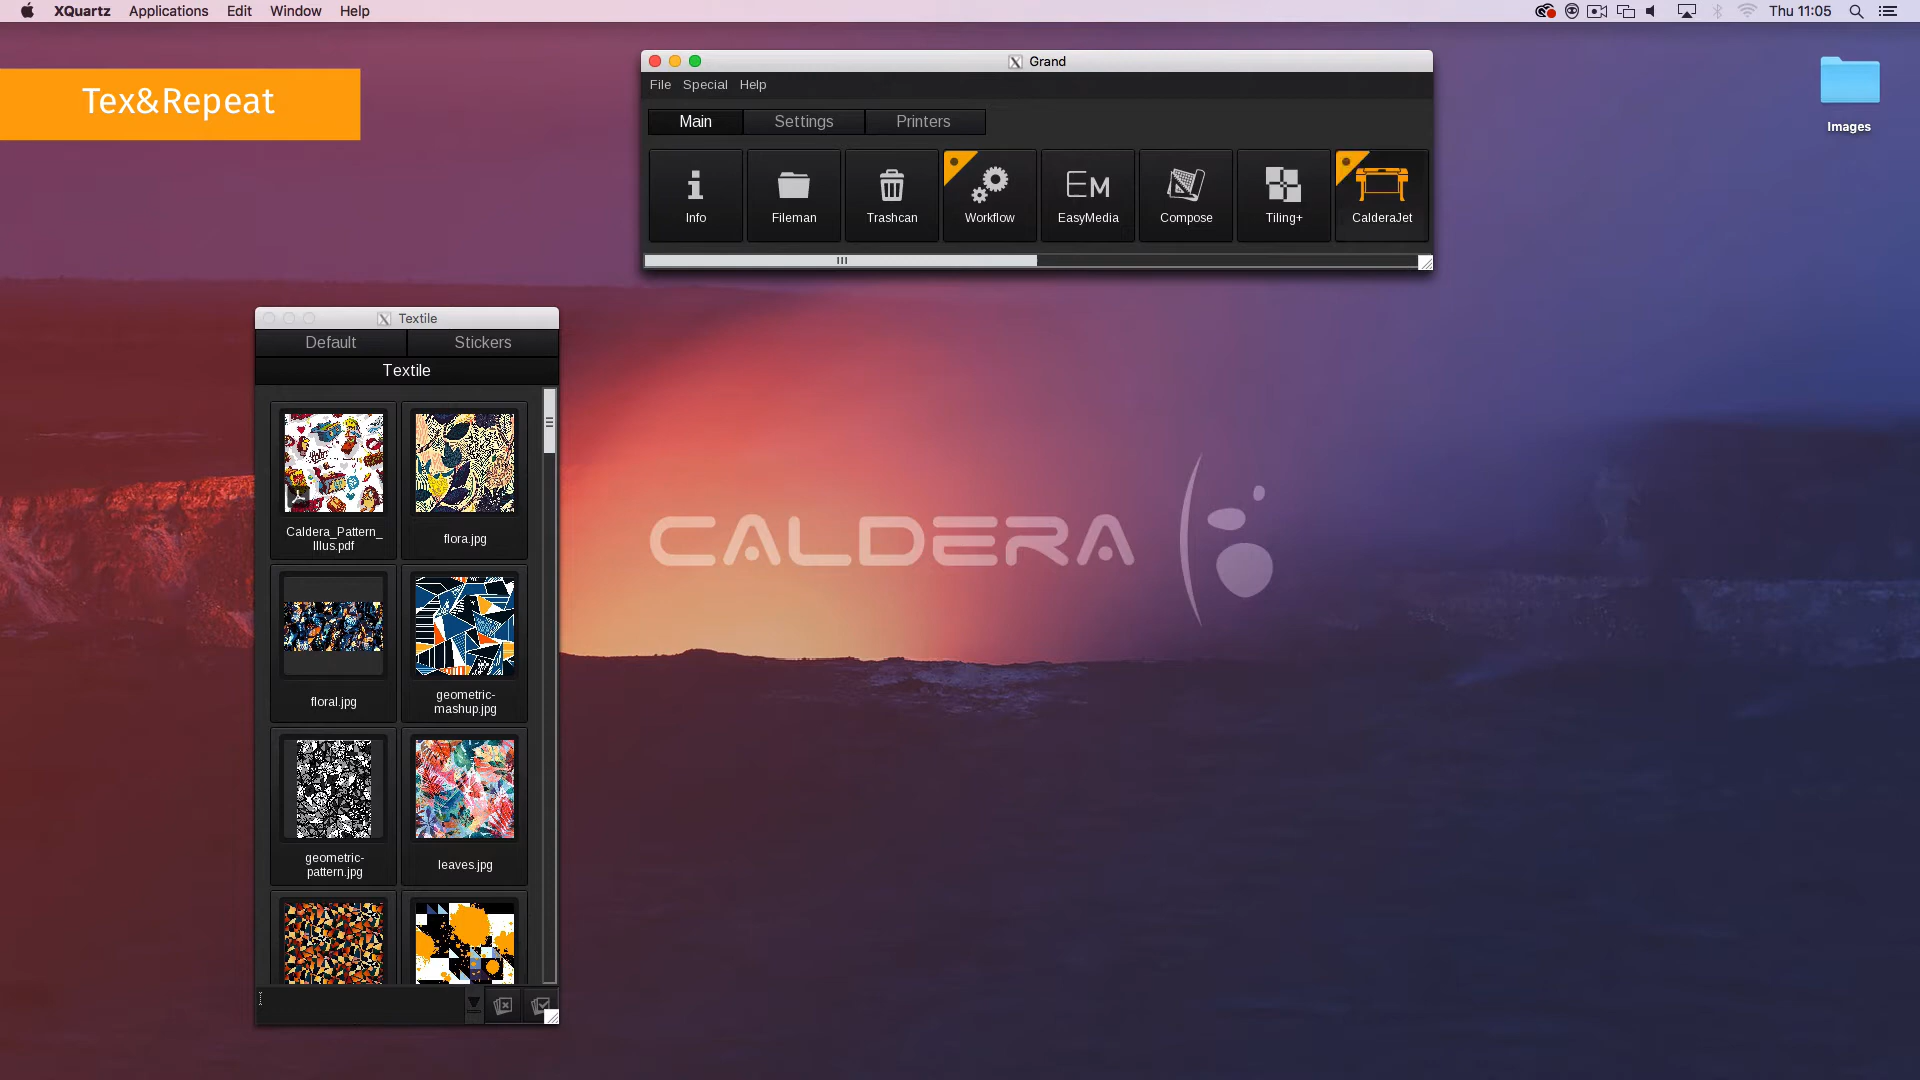 XQuartz Applications Edit Window Help
Thu 11:05
Tex&Repeat
Grand
File Special Help
Main Settings Printers
Info Fileman Trashcan Workflow EM EasyMedia Compose Tiling+ CalderaJet
Images
Textile
Default Stickers
Textile
Caldera_Pattern_
Illus.pdf
flora.jpg
floral.jpg
geometric-
mashup.jpg
geometric-
pattern.jpg
leaves.jpg
CALDERA